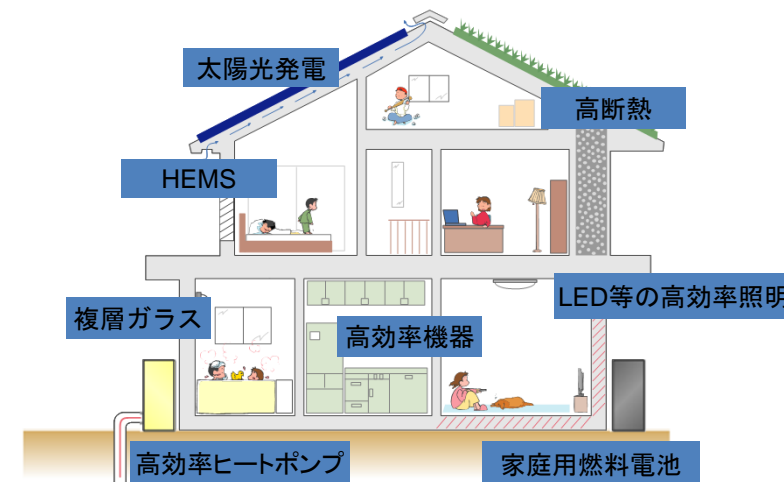 太陽光発電
高断熱
HEMS
LED等の高効率照明
複層ガラス
高効率機器
高効率ヒートポンプ
家庭用燃料電池